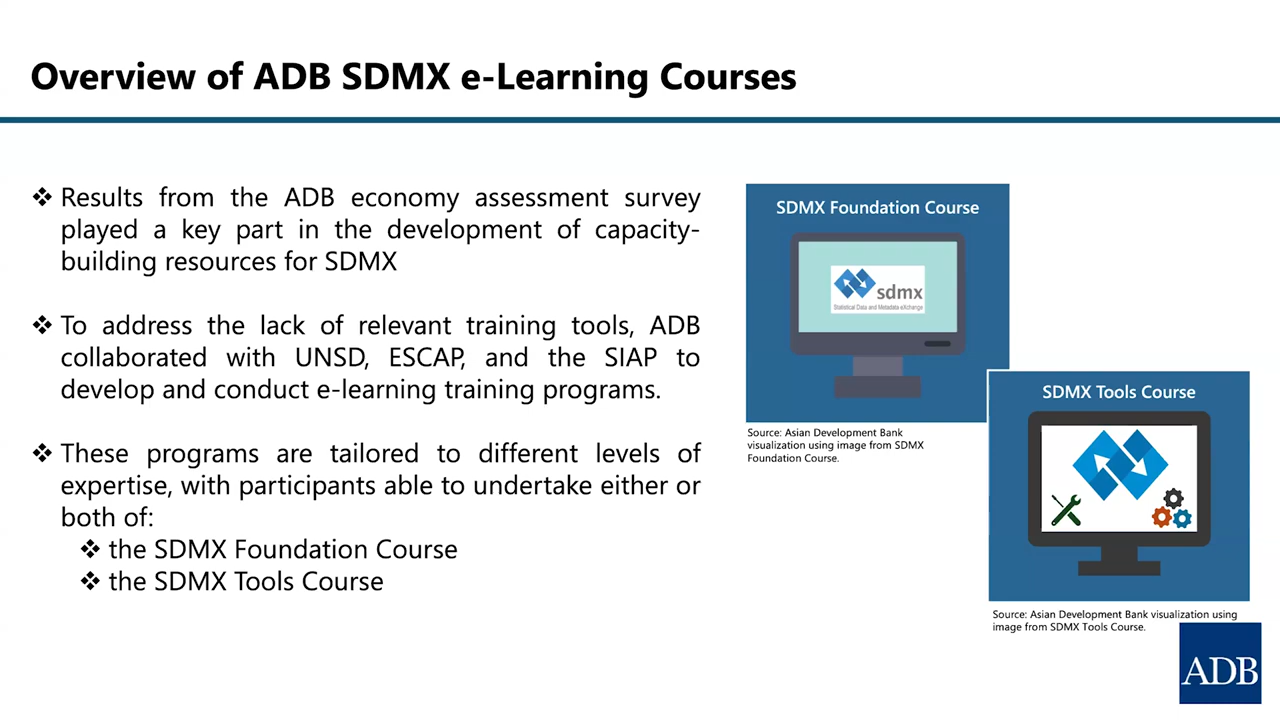 Overview of ADB SDMX e-Learning Courses
❖ Results from the ADB economy assessment survey
played a key part in the development of capacity-
building resources for SDMX
❖ To address the lack of relevant training tools, ADB
collaborated with UNSD, ESCAP, and the SIAP to
develop and conduct e-learning training programs.
❖ These programs are tailored to different levels of
expertise, with participants able to undertake either or
both of:
❖ the SDMX Foundation Course
❖ the SDMX Tools Course
SDMX Foundation Course
sdmx
Statistical Data and Metadata eXchange
Source: Asian Development Bank
visualization using image from SDMX
Foundation Course.
SDMX Tools Course
Source: Asian Development Bank visualization using
image from SDMX Tools Course.
ADB